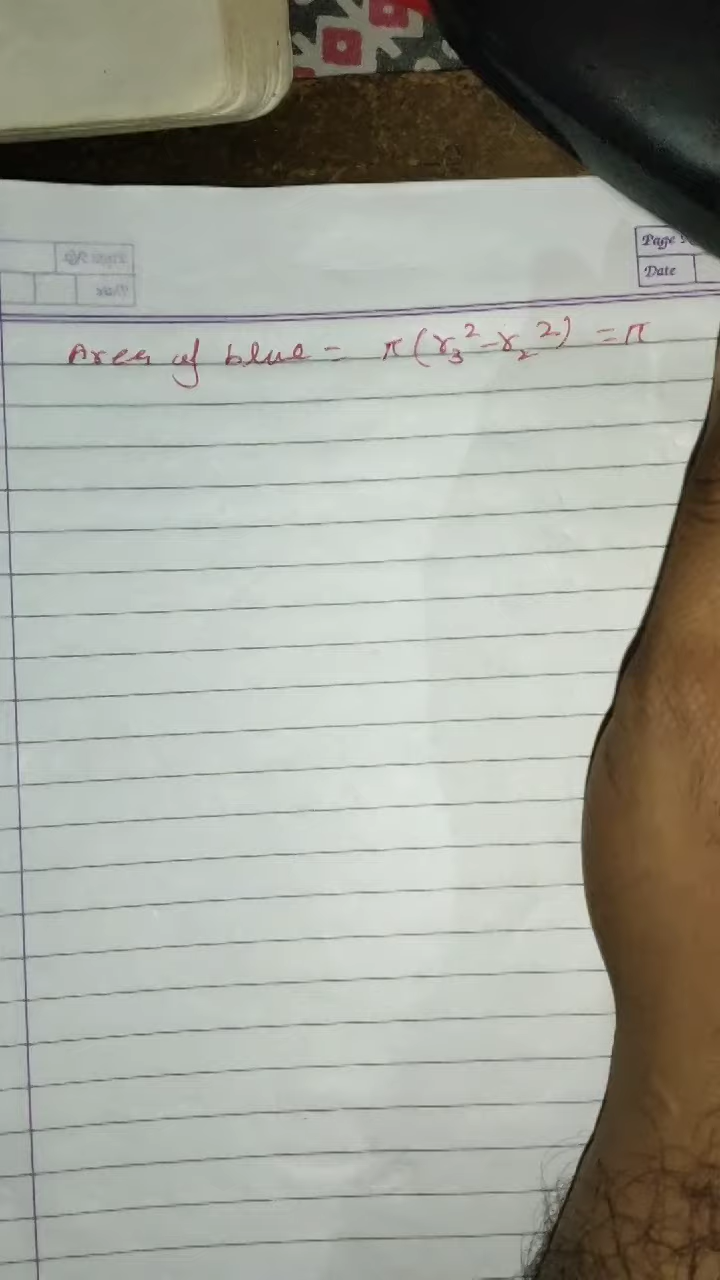 Page
Date
Area of blue = π(r₃² - r₂²) = π